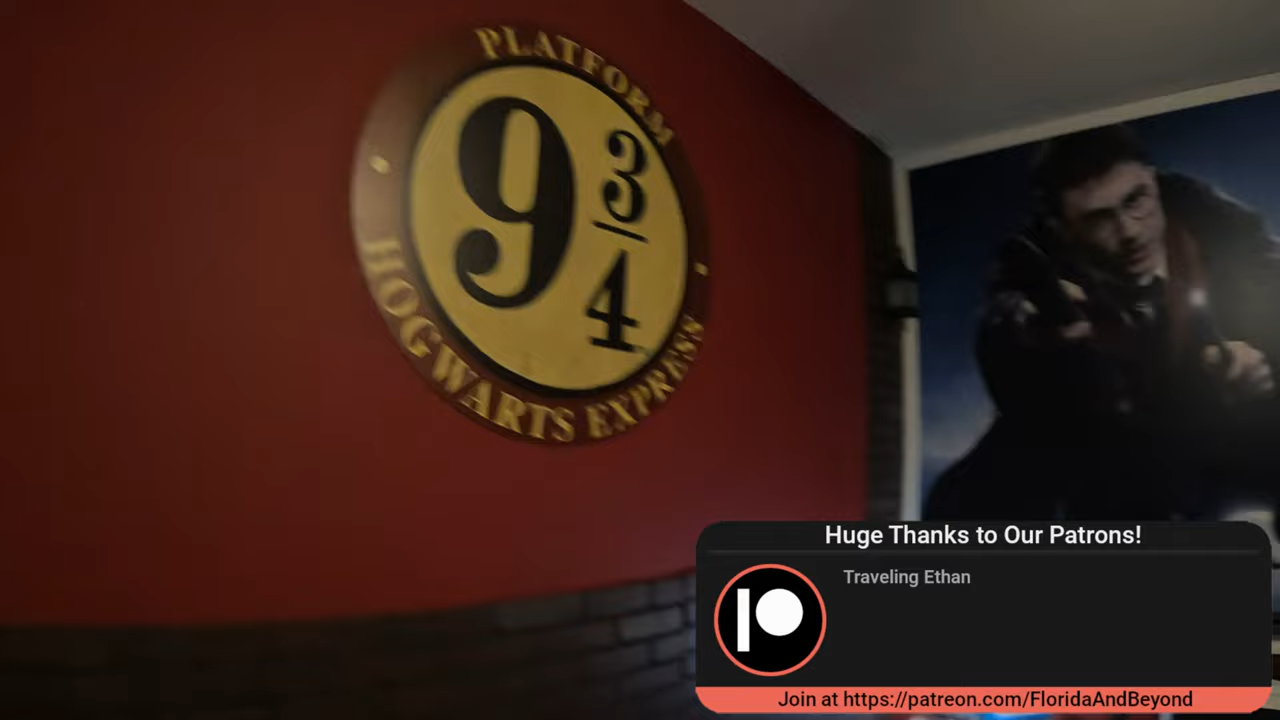 PLATFORM
9 3/4
HOGWARTS EXPRESS
Huge Thanks to Our Patrons!
Traveling Ethan
Join at https://patreon.com/FloridaAndBeyond